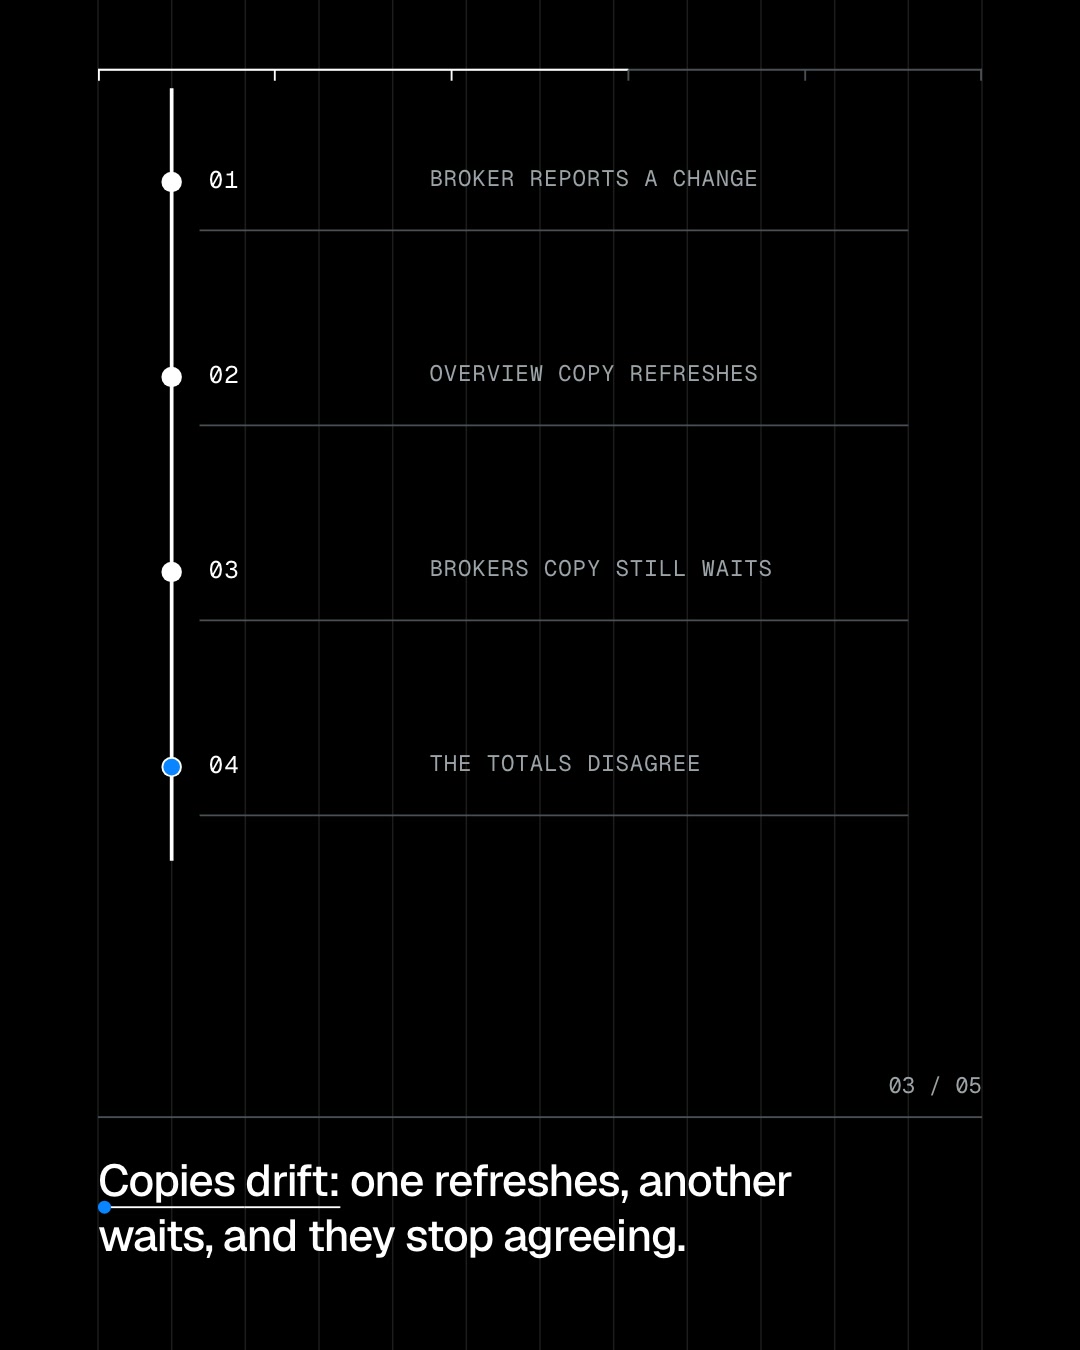 01 BROKER REPORTS A CHANGE
02 OVERVIEW COPY REFRESHES
03 BROKERS COPY STILL WAITS
04 THE TOTALS DISAGREE
03 / 05
Copies drift: one refreshes, another
waits, and they stop agreeing.